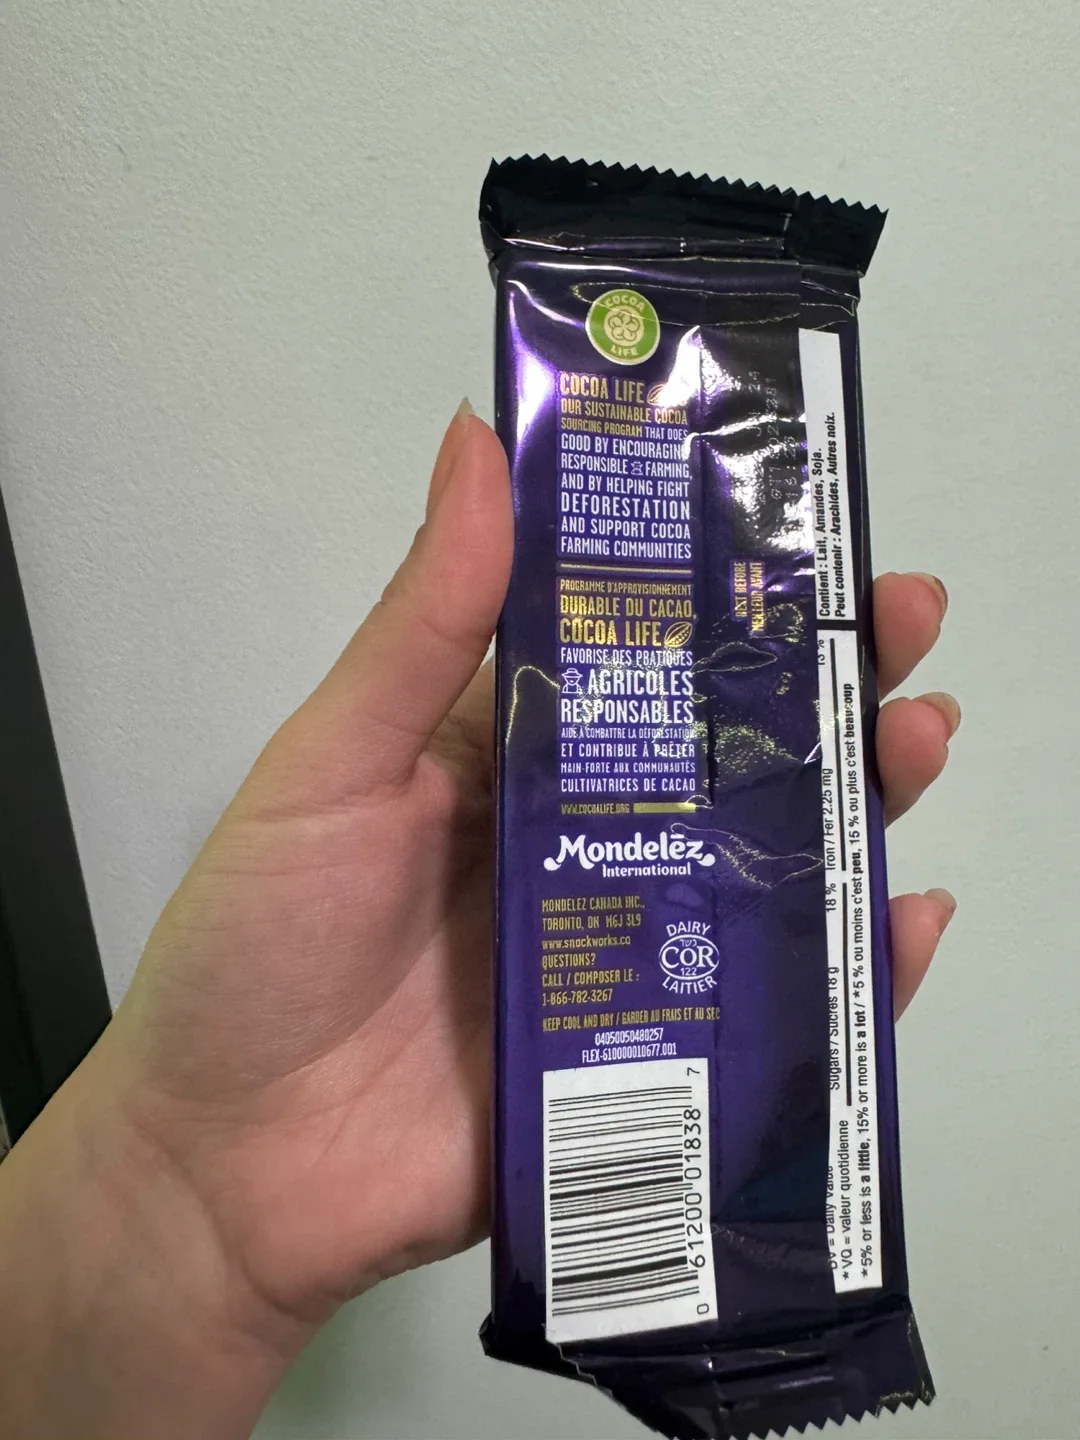 COCOA
LIFE
COCOA LIFE
OUR SUSTAINABLE COCOA
SOURCING PROGRAM THAT DOES
GOOD BY ENCOURAGING
RESPONSIBLE FARMING,
AND BY HELPING FIGHT
DEFORESTATION
AND SUPPORT COCOA
FARMING COMMUNITIES
PROGRAMME D'APPROVISIONNEMENT
DURABLE DU CACAO,
COCOA LIFE
FAVORISE DES PRATIQUES
AGRICOLES
RESPONSABLES
AIDE À COMBATTRE LA DÉFORESTATION
ET CONTRIBUE À PRÊTER
MAIN-FORTE AUX COMMUNAUTÉS
CULTIVATRICES DE CACAO
WWW.COCOALIFE.ORG
Mondelēz
International
MONDELEZ CANADA INC.,
TORONTO, ON M6J 3L9
www.snackworks.ca
QUESTIONS?
CALL / COMPOSER LE :
1-866-782-3267
DAIRY
כשר
COR
122
LAITIER
KEEP COOL AND DRY / GARDER AU FRAIS ET AU SEC
04050050480257
FLEX-610000010677.001
0 61200 01838 7
BEST BEFORE
MEILLEUR AVANT
Contient : Lait, Amandes, Soja.
Peut contenir : Arachides, Autres noix.
Sugars / Sucres 18 g 18 %
Iron / Fer 2.25 mg 13 %
DV = Daily Value
*VQ = valeur quotidienne
*5% or less is a little, 15% or more is a lot / *5 % ou moins c'est peu, 15 % ou plus c'est beaucoup